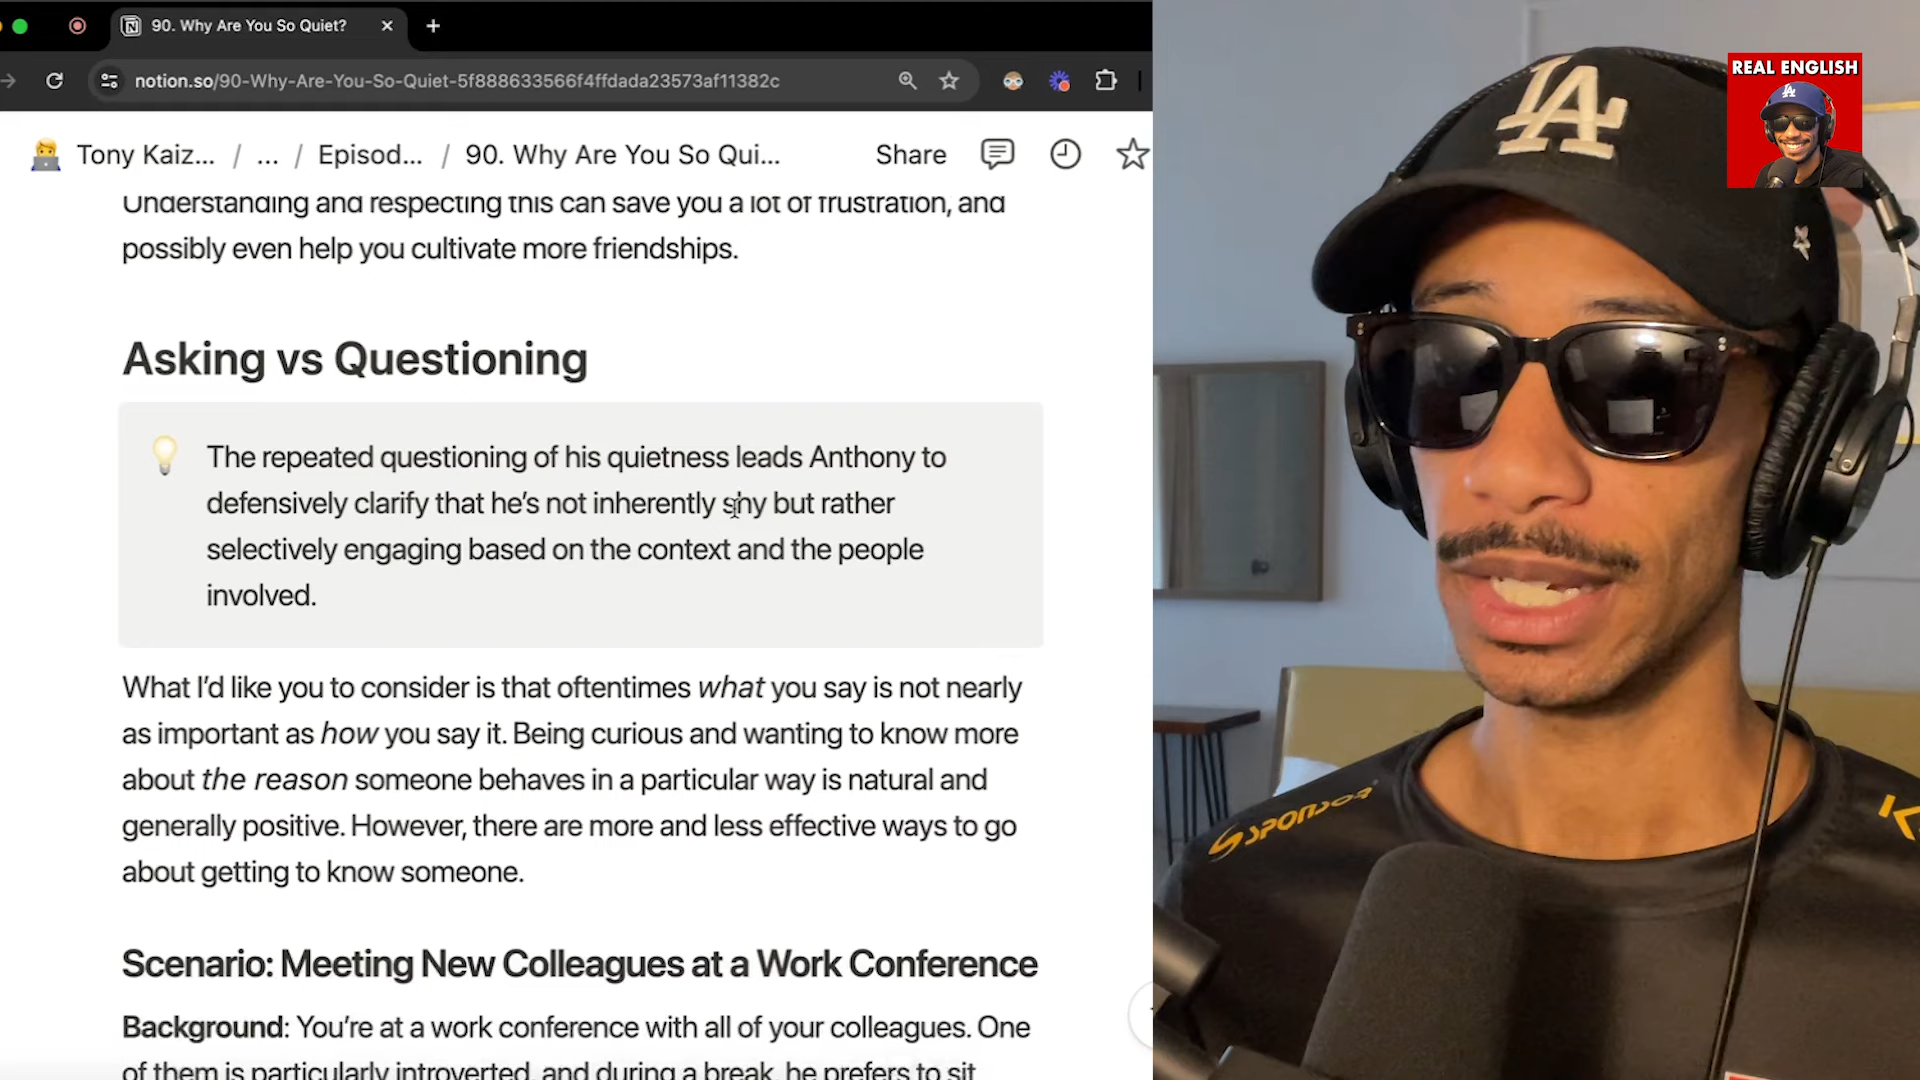 90. Why Are You So Quiet?
REAL ENGLISH
notion.so/90-Why-Are-You-So-Quiet-5f888633566f4ffdada23573af11382c
LA
Tony Kaiz... / ... / Episod... / 90. Why Are You So Qui... Share
Understanding and respecting this can save you a lot of frustration, and
possibly even help you cultivate more friendships.
Asking vs Questioning
The repeated questioning of his quietness leads Anthony to
defensively clarify that he's not inherently shy but rather
selectively engaging based on the context and the people
involved.
What I'd like you to consider is that oftentimes what you say is not nearly
as important as how you say it. Being curious and wanting to know more
about the reason someone behaves in a particular way is natural and
generally positive. However, there are more and less effective ways to go
about getting to know someone.
SPONSOR
Scenario: Meeting New Colleagues at a Work Conference
Background: You're at a work conference with all of your colleagues. One
of them is particularly introverted, and during a break, he prefers to sit